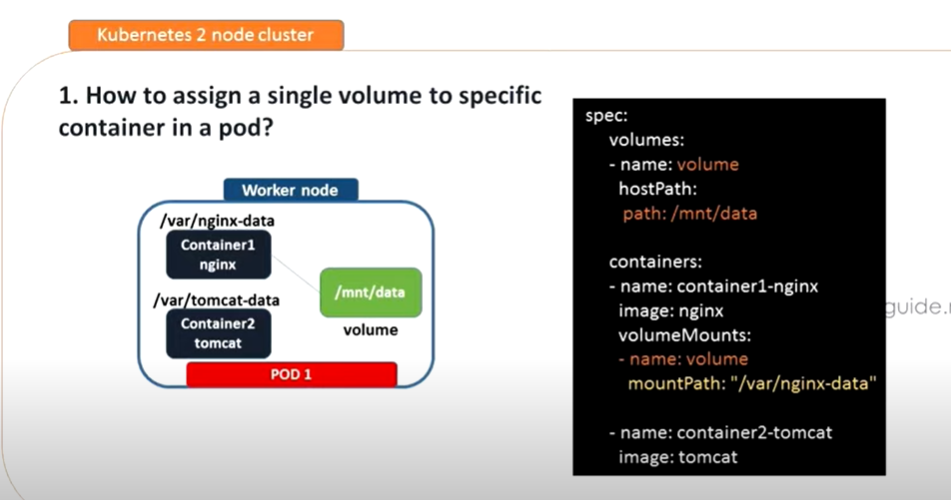 Kubernetes 2 node cluster
1. How to assign a single volume to specific
container in a pod?
Worker node
/var/nginx-data
Container1
nginx
/var/tomcat-data
Container2
tomcat
/mnt/data
volume
POD 1
spec:
volumes:
- name: volume
hostPath:
path: /mnt/data
containers:
- name: container1-nginx
image: nginx
volumeMounts:
- name: volume
mountPath: "/var/nginx-data"
- name: container2-tomcat
image: tomcat
guide.